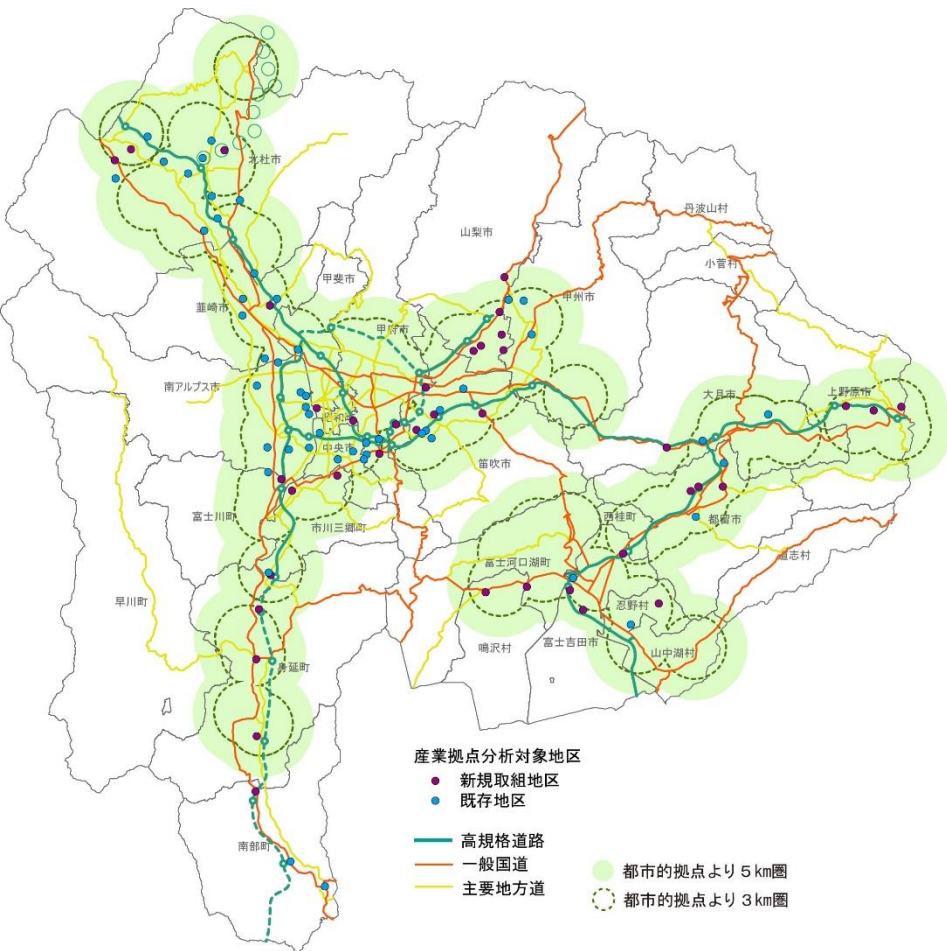 北杜市
丹波山村
山梨市
小菅村
甲斐市
甲州市
韮崎市
甲府市
南アルプス市
大月市
上野原市
昭和町
中央市
笛吹市
富士川町
市川三郷町
西桂町
都留市
道志村
富士河口湖町
早川町
忍野村
鳴沢村
富士吉田市
山中湖村
身延町
南部町
産業拠点分析対象地区
新規取組地区
既存地区
高規格道路
一般国道
主要地方道
都市的拠点より5km圏
都市的拠点より3km圏